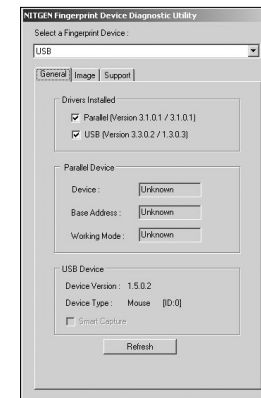 NITGEN Fingerprint Device Diagnostic Utility
Select a Fingerprint Device :
USB
General Image Support
Drivers Installed
Parallel (Version 3.1.0.1 / 3.1.0.1)
USB (Version 3.3.0.2 / 1.3.0.3)
Parallel Device
Device : Unknown
Base Address : Unknown
Working Mode : Unknown
USB Device
Device Version : 1.5.0.2
Device Type : Mouse [ID:0]
Smart Capture
Refresh